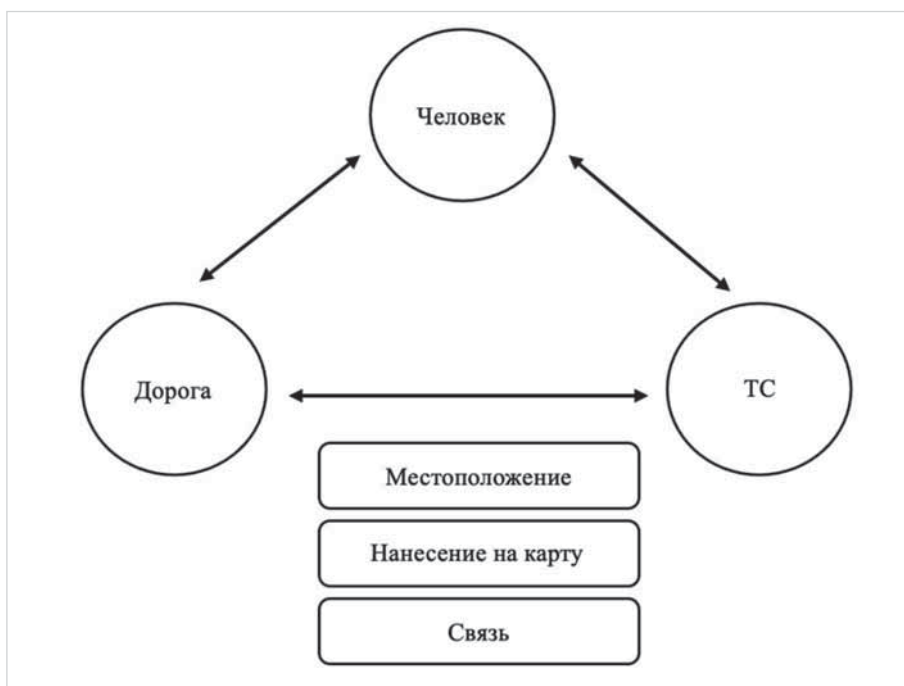 Человек
Дорога
ТС
Местоположение
Нанесение на карту
Связь